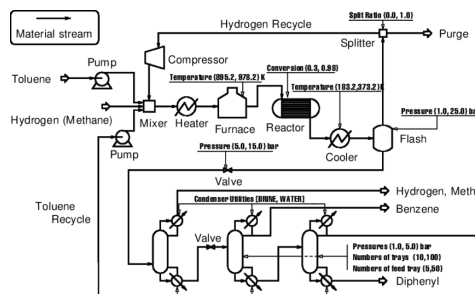 Material stream
Split Ratio (0.0, 1.0)
Hydrogen Recycle
Purge
Splitter
Compressor
Pump
Toluene
Temperature (895.2, 978.2) K
Conversion (0.3, 0.98)
Temperature (183.2,373.2) K
Hydrogen (Methane)
Mixer
Heater
Furnace
Reactor
Cooler
Flash
Pressure (1.0, 25.0) ba
Pump
Pressure (5.0, 15.0) bar
Valve
Toluene
Recycle
Condenser Utilities (BRINE, WATER)
Hydrogen, Meth
Benzene
Valve
Pressures (1.0, 5.0) bar
Numbers of trays (10,100)
Numbers of feed tray (5,50)
Diphenyl